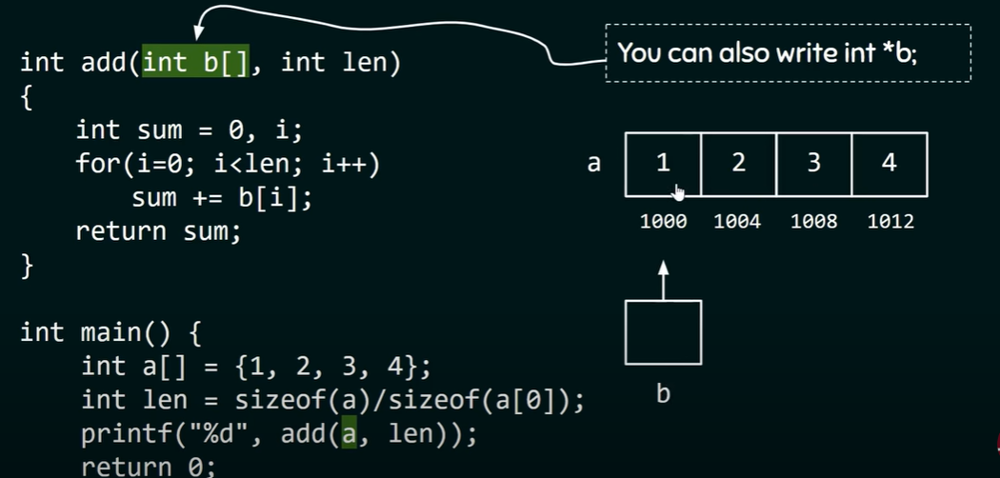 int add(int b[], int len)
{
    int sum = 0, i;
    for(i=0; i<len; i++)
        sum += b[i];
    return sum;
}
int main() {
    int a[] = {1, 2, 3, 4};
    int len = sizeof(a)/sizeof(a[0]);
    printf("%d", add(a, len));
    return 0;
You can also write int *b;
a 1 2 3 4
1000 1004 1008 1012
b